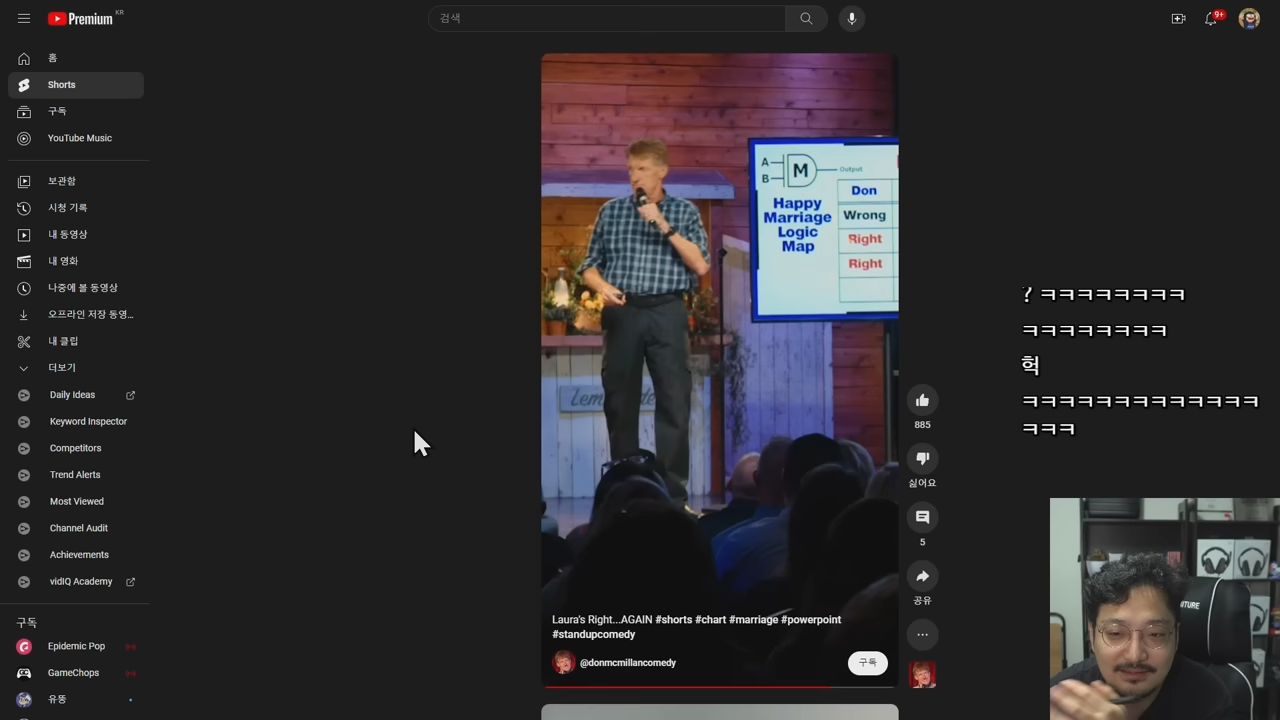 Premium KR
검색
9+
홈
Shorts
구독
YouTube Music
보관함
시청 기록
내 동영상
내 영화
나중에 볼 동영상
오프라인 저장 동영...
내 클립
더보기
Daily Ideas
Keyword Inspector
Competitors
Trend Alerts
Most Viewed
Channel Audit
Achievements
vidIQ Academy
구독
Epidemic Pop
GameChops
유뚱
A
B
M
Output
Happy
Marriage
Logic
Map
Don
Wrong
Right
Right
Laura's Right...AGAIN #shorts #chart #marriage #powerpoint
#standupcomedy
@donmcmillancomedy
구독
885
싫어요
5
공유
? ㅋㅋㅋㅋㅋㅋㅋㅋ
ㅋㅋㅋㅋㅋㅋㅋㅋ
헉
ㅋㅋㅋㅋㅋㅋㅋㅋㅋㅋㅋㅋㅋ
ㅋㅋㅋ